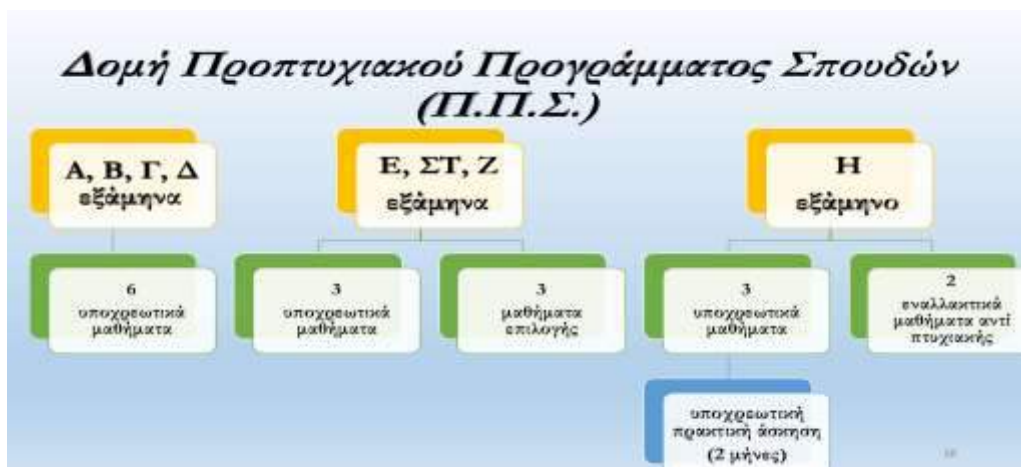 Δομή Προπτυχιακού Προγράμματος Σπουδών
(Π.Π.Σ.)
Α, Β, Γ, Δ
εξάμηνα
Ε, ΣΤ, Ζ
εξάμηνα
Η
εξάμηνο
6
υποχρεωτικά
μαθήματα
3
υποχρεωτικά
μαθήματα
3
μαθήματα
επιλογής
3
υποχρεωτικά
μαθήματα
2
εναλλακτικά
μαθήματα αντί
πτυχιακής
υποχρεωτική
πρακτική άσκηση
(2 μήνες)